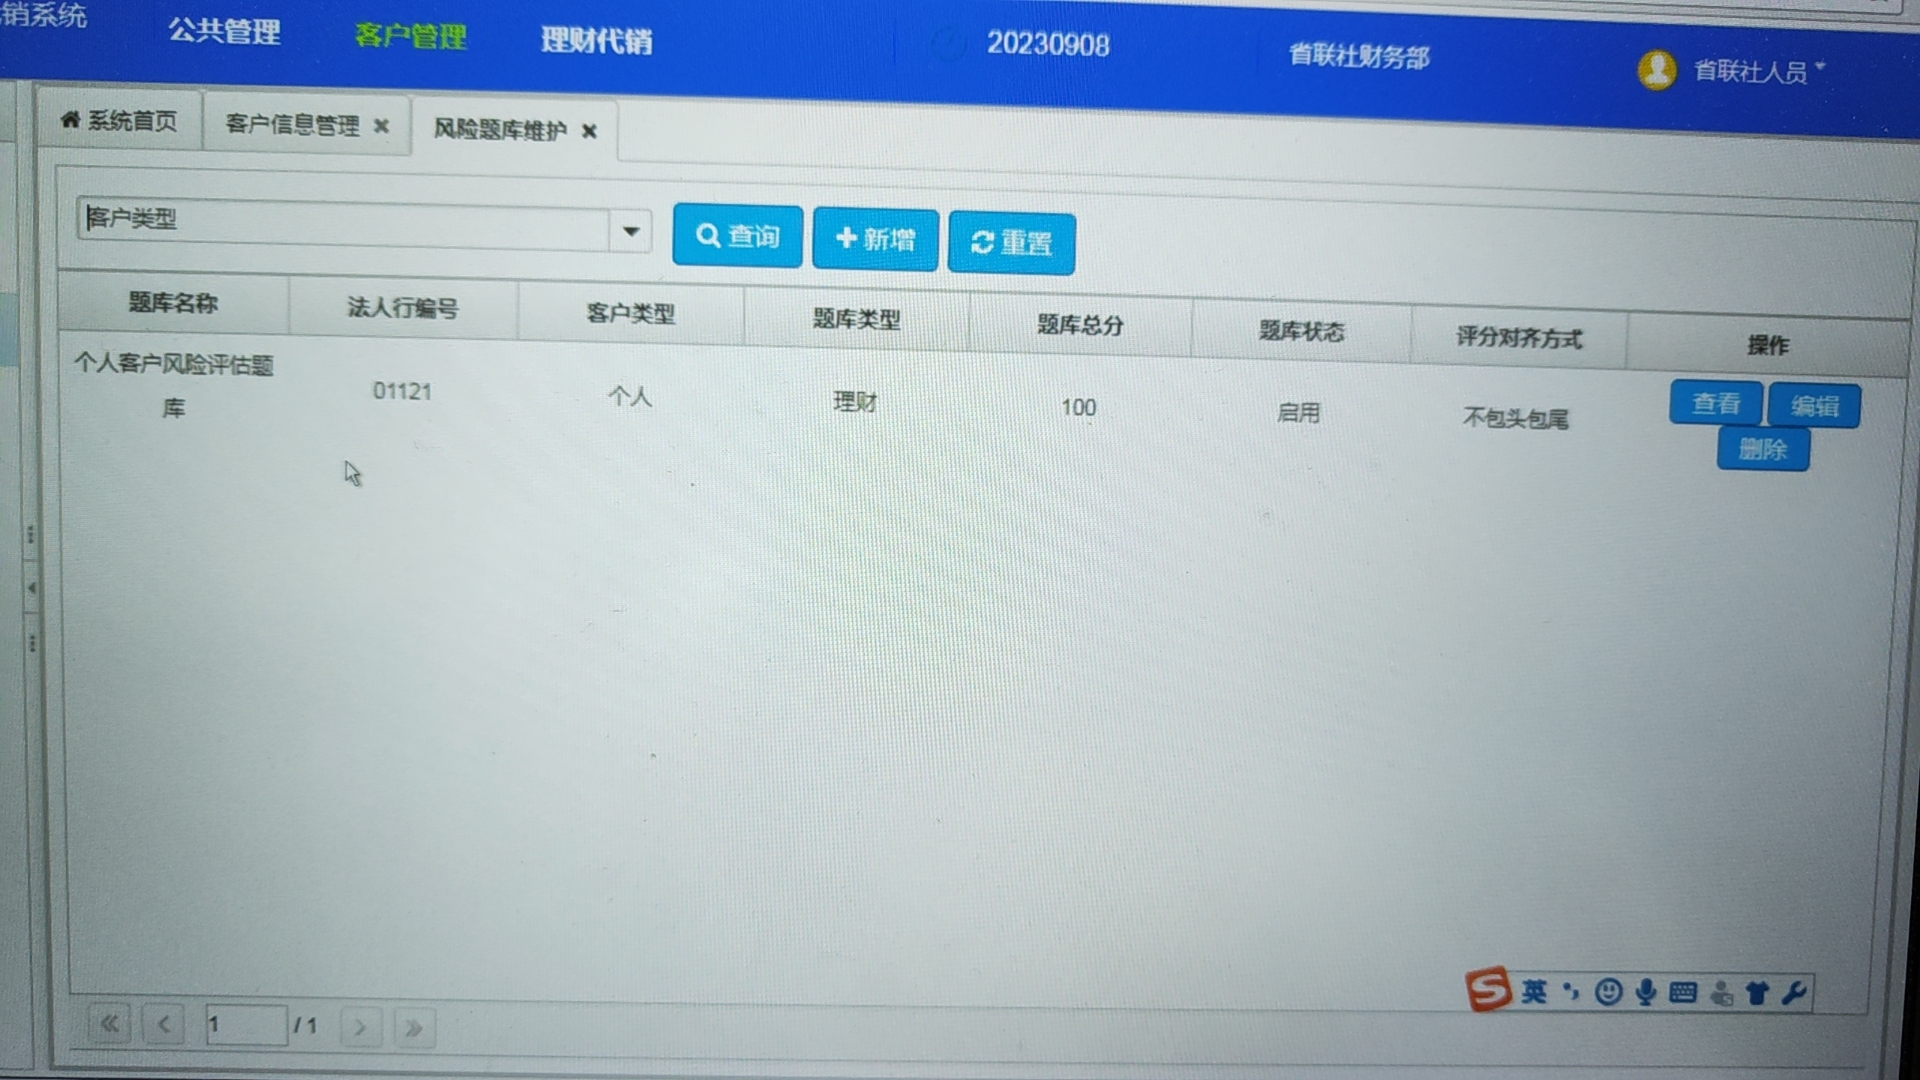 销系统
公共管理 客户管理 理财代销 20230908 省联社财务部 省联社人员
系统首页 客户信息管理 风险题库维护
客户类型 查询 新增 重置
题库名称 法人行编号 客户类型 题库类型 题库总分 题库状态 评分对齐方式 操作
个人客户风险评估题
库 01121 个人 理财 100 启用 不包头包尾 查看 编辑
删除
英
1 / 1